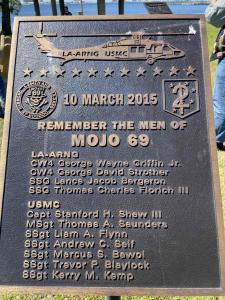 LA-ARNG USMC
10 MARCH 2015
REMEMBER THE MEN OF
MOJO 69
LA-ARNG
CW4 George Wayne Griffin Jr.
CW4 George David Strother
SSG Lance Jacob Bergeron
SSG Thomas Charles Florich III
USMC
Capt Stanford H. Shaw III
MSgt Thomas A. Saunders
SSgt Liam A. Flynn
SSgt Andrew C. Seif
SSgt Marcus S. Bawol
SSgt Trevor P. Blaylock
SSgt Kerry M. Kemp